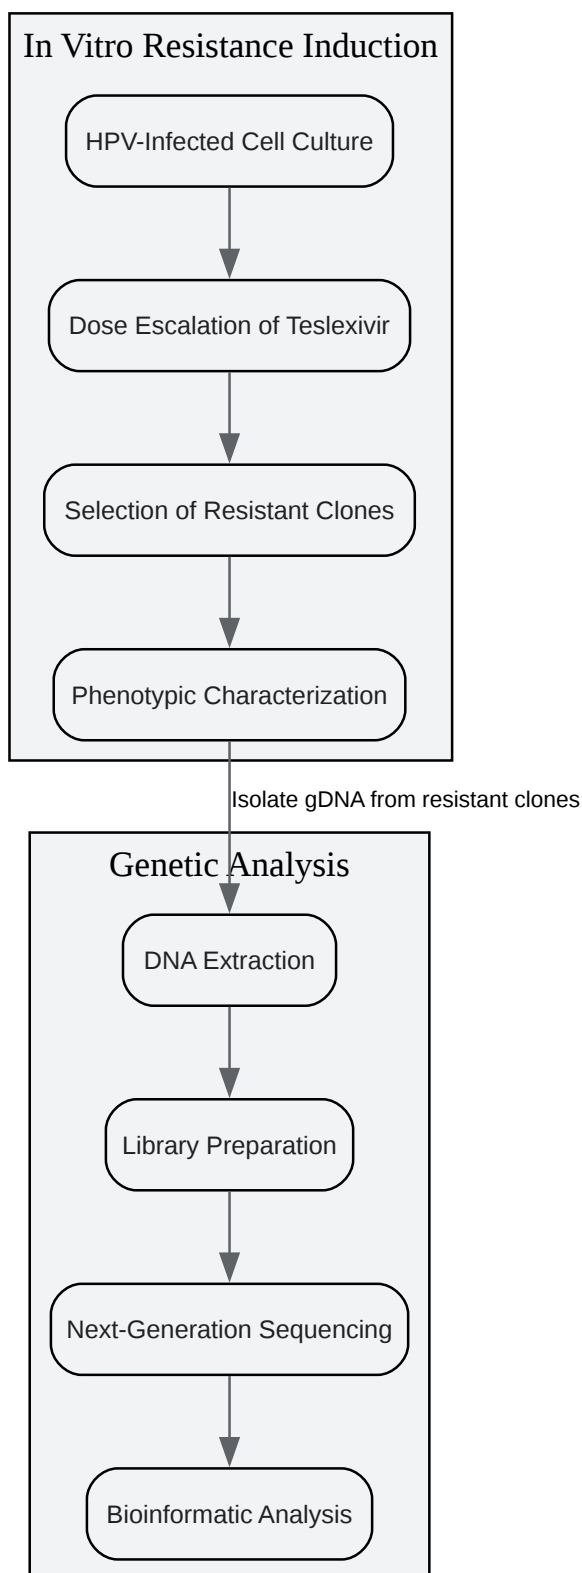 In Vitro Resistance Induction
HPV-Infected Cell Culture
Dose Escalation of Teslexivir
Selection of Resistant Clones
Phenotypic Characterization
Isolate gDNA from resistant clones
Genetic Analysis
DNA Extraction
Library Preparation
Next-Generation Sequencing
Bioinformatic Analysis